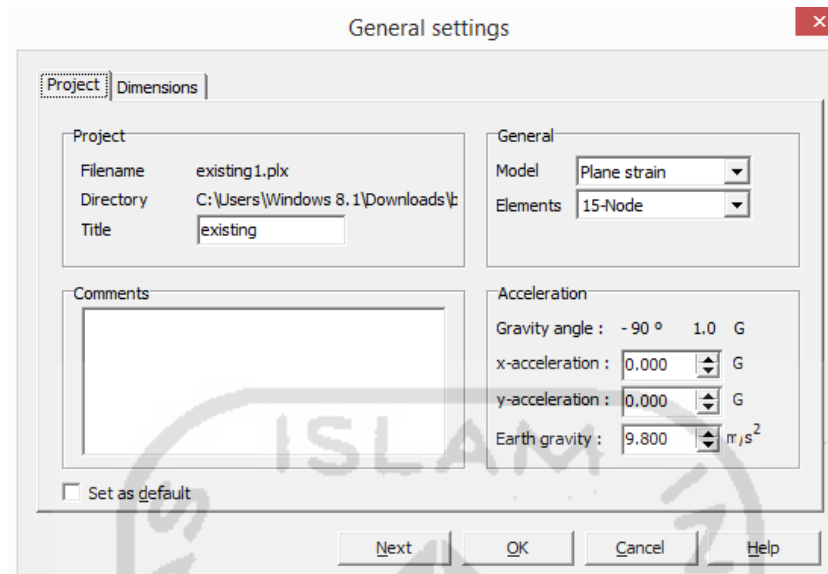 General settings
Project Dimensions
Project
Filename existing1.plx
Directory C:\Users\Windows 8.1\Downloads\b
Title existing
General
Model Plane strain
Elements 15-Node
Comments
Acceleration
Gravity angle : - 90 º 1.0 G
x-acceleration : 0.000 G
y-acceleration : 0.000 G
Earth gravity : 9.800 m/s²
Set as default
Next OK Cancel Help
ISLAM